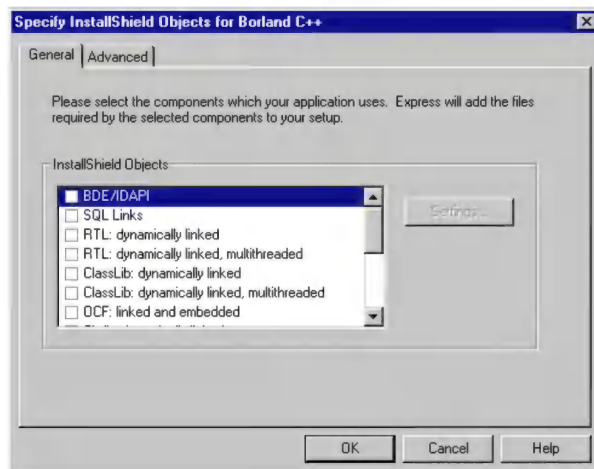 Specify InstallShield Objects for Borland C++
General
Advanced
Please select the components which your application uses. Express will add the files
required by the selected components to your setup.
InstallShield Objects
BDE/IDAPI
SQL Links
RTL: dynamically linked
RTL: dynamically linked, multithreaded
ClassLib: dynamically linked
ClassLib: dynamically linked, multithreaded
OCF: linked and embedded
Settings...
OK
Cancel
Help